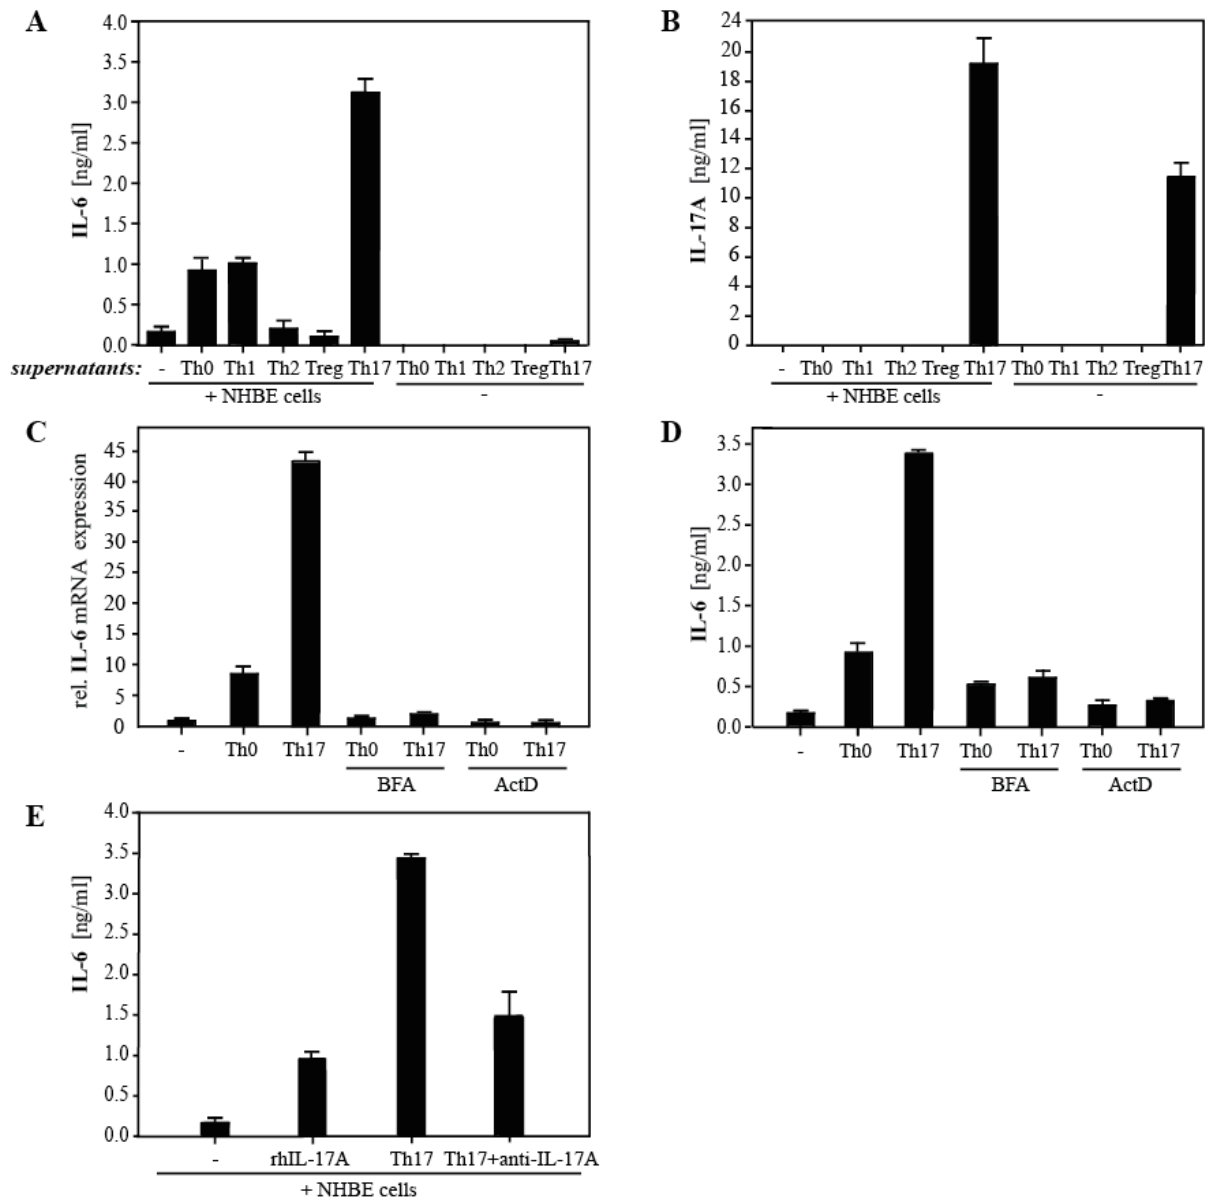 A
4.0
3.5
3.0
2.5
2.0
1.5
1.0
0.5
0.0
IL-6 [ng/ml]
supernatants: - Th0 Th1 Th2 Treg Th17 Th0 Th1 Th2 TregTh17
+ NHBE cells -
B
24
20
18
16
14
12
10
8
6
4
2
0
IL-17A [ng/ml]
- Th0 Th1 Th2 Treg Th17 Th0 Th1 Th2 TregTh17
+ NHBE cells -
C
45
40
35
30
25
20
15
10
5
0
rel. IL-6 mRNA expression
- Th0 Th17 Th0 Th17 Th0 Th17
BFA ActD
D
3.5
3.0
2.5
2.0
1.5
1.0
0.5
0.0
IL-6 [ng/ml]
- Th0 Th17 Th0 Th17 Th0 Th17
BFA ActD
E
4.0
3.5
3.0
2.5
2.0
1.5
1.0
0.5
0.0
IL-6 [ng/ml]
- rhIL-17A Th17 Th17+anti-IL-17A
+ NHBE cells